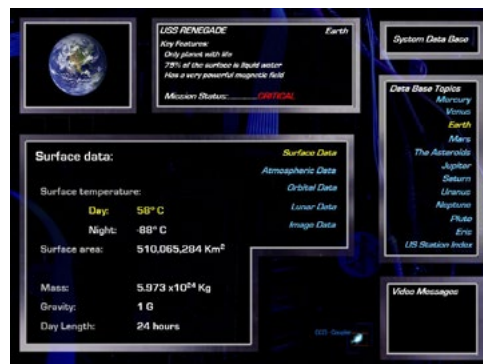 USS RENEGADE Earth
Key Features:
Only planet with life
75% of the surface is liquid water
Has a very powerful magnetic field
Mission Status:........CRITICAL
System Data Base
Data Base Topics
Mercury
Venus
Earth
Mars
The Asteroids
Jupiter
Saturn
Uranus
Neptune
Pluto
Eris
US Station Index
Surface data:
Surface Data
Atmospheric Data
Orbital Data
Lunar Data
Image Data
Surface temperature:
Day: 58° C
Night: -88° C
Surface area: 510,065,284 Km²
Mass: 5.973 x10²⁴ Kg
Gravity: 1 G
Day Length: 24 hours
Video Messages